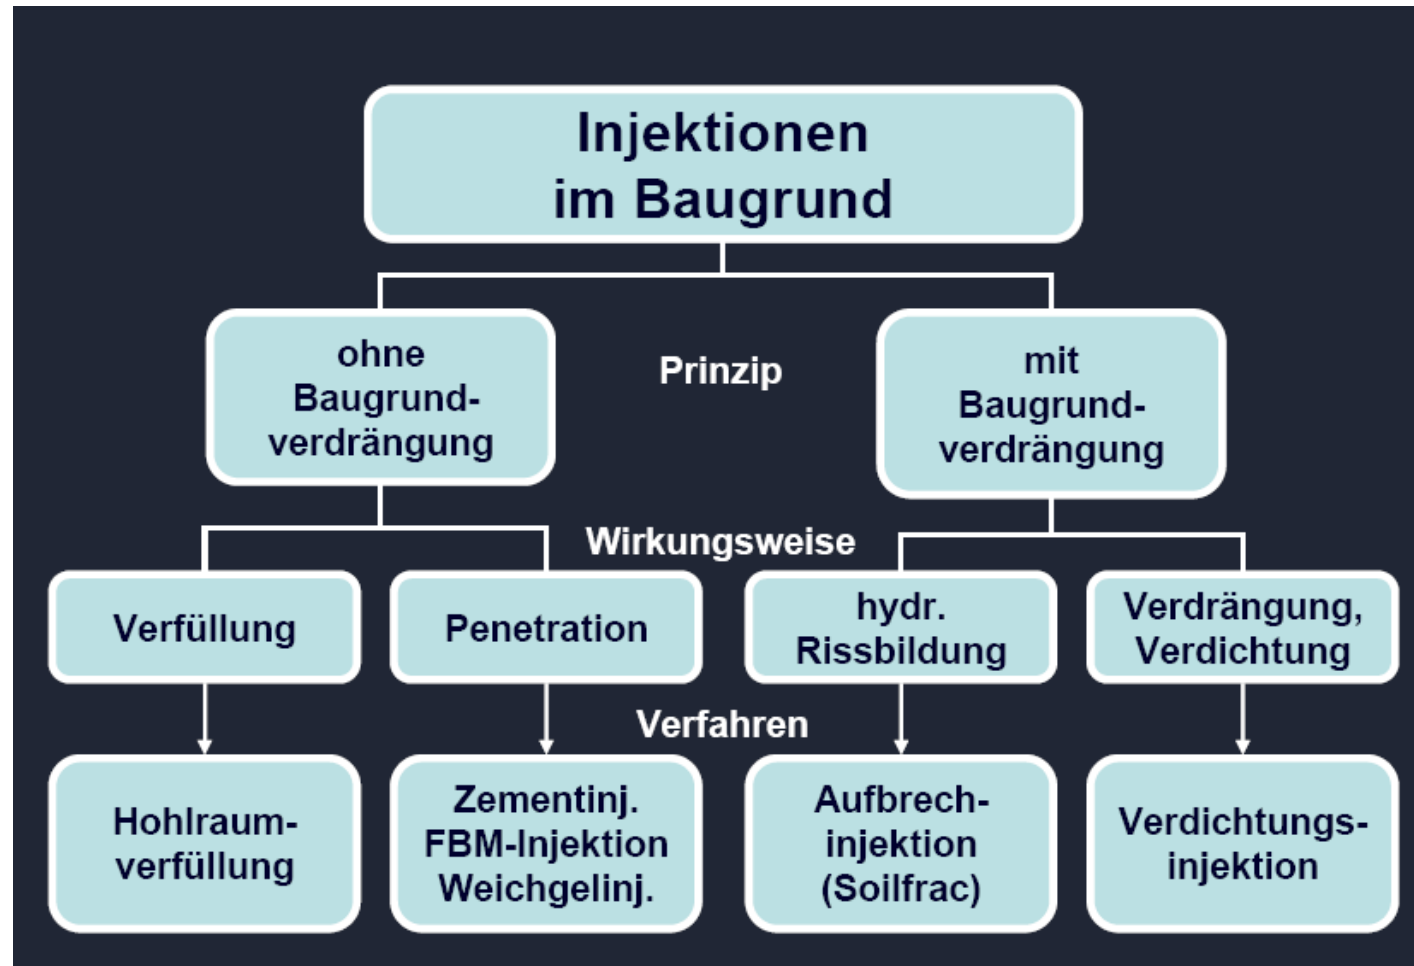 Injektionen
im Baugrund
ohne
Baugrund-
verdrängung
Prinzip
mit
Baugrund-
verdrängung
Wirkungsweise
Verfüllung
Penetration
hydr.
Rissbildung
Verdrängung,
Verdichtung
Verfahren
Hohlraum-
verfüllung
Zementinj.
FBM-Injektion
Weichgelinj.
Aufbrech-
injektion
(Soilfrac)
Verdichtungs-
injektion